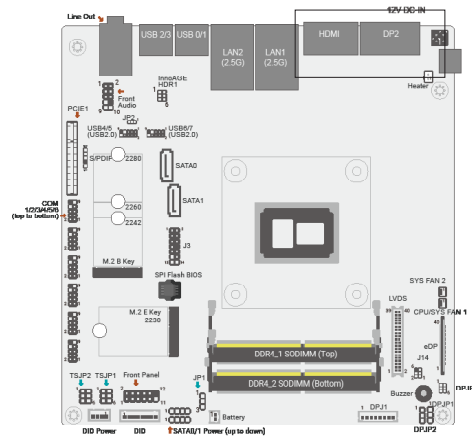 12V DC-IN
Line Out
USB 2/3
USB 0/1
LAN2
(2.5G)
LAN1
(2.5G)
HDMI
DP2
Heater
Front
Audio
HDR1
PCIE1
JP2
USB4/5
(USB2.0)
USB6/7
(USB2.0)
S/PDIF
2280
SATA0
SATA1
COM
1/2/3/4/5/6
(top to bottom)
2260
2242
J3
M.2 B Key
SPI Flash BIOS
SYS FAN 2
LVDS
CPU/SYS FAN 1
M.2 E Key
2230
eDP
DDR4_1 SODIMM (Top)
J14
TSJP2
TSJP1
Front Panel
JP1
DDR4_2 SODIMM (Bottom)
Buzzer
JDPJP1
DPJ1
Battery
DIO Power
DIO
SATA0/1 Power (up to down)
DPJP2